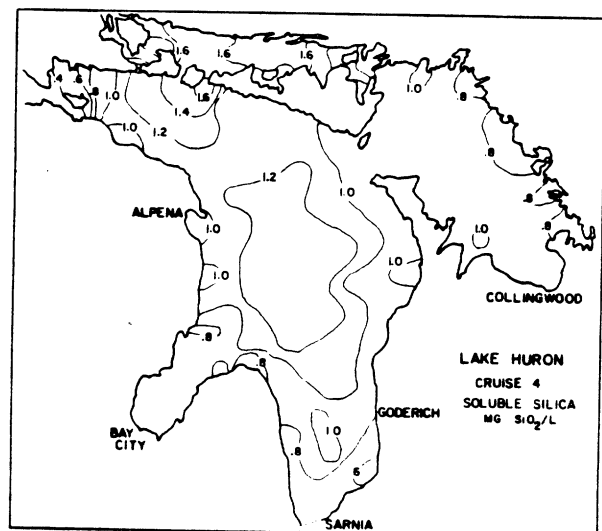 1.6
1.6
1.6
.4
.6
.8
1.0
1.4
1.6
1.0
1.2
1.0
.8
.8
1.2
1.0
ALPENA
1.0
1.0
1.0
1.0
.8
.8
COLLINGWOOD
.8
.8
LAKE HURON
CRUISE 4
SOLUBLE SILICA
MG SiO2/L
BAY
CITY
GODERICH
1.0
.8
.6
SARNIA